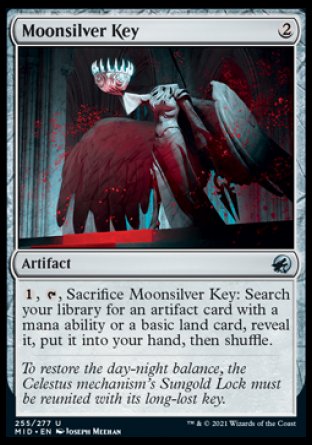 Moonsilver Key 2
Artifact
1, T, Sacrifice Moonsilver Key: Search
your library for an artifact card with a
mana ability or a basic land card, reveal
it, put it into your hand, then shuffle.
To restore the day-night balance, the
Celestus mechanism's Sungold Lock must
be reunited with its long-lost key.
255/277 U
MID • EN Joseph Meehan
™ & © 2021 Wizards of the Coast